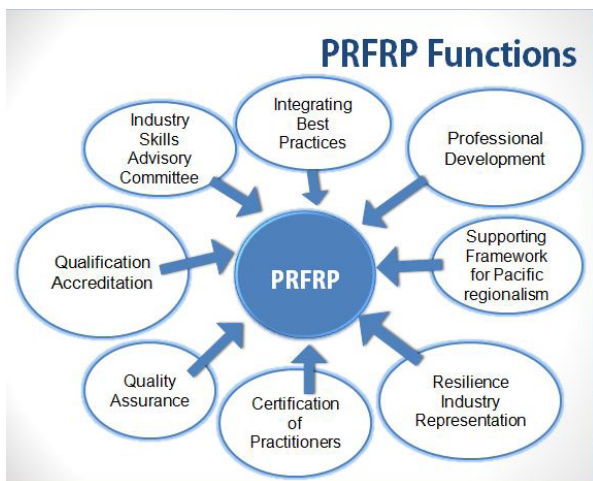 PRFRP Functions
Integrating
Best
Practices
Industry
Skills
Advisory
Committee
Professional
Development
Qualification
Accreditation
PRFRP
Supporting
Framework
for Pacific
regionalism
Quality
Assurance
Certification
of
Practitioners
Resilience
Industry
Representation